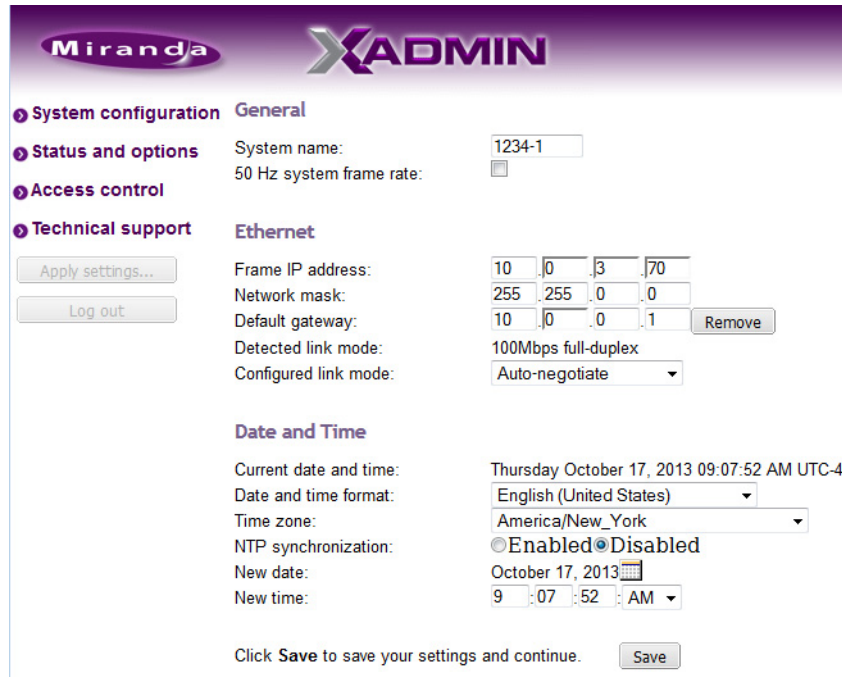 Miranda
XADMIN
System configuration
Status and options
Access control
Technical support
Apply settings...
Log out
General
System name: 1234-1
50 Hz system frame rate:
Ethernet
Frame IP address: 10 .0 .3 .70
Network mask: 255 .255 .0 .0
Default gateway: 10 .0 .0 .1 Remove
Detected link mode: 100Mbps full-duplex
Configured link mode: Auto-negotiate
Date and Time
Current date and time: Thursday October 17, 2013 09:07:52 AM UTC-4
Date and time format: English (United States)
Time zone: America/New_York
NTP synchronization: Enabled Disabled
New date: October 17, 2013
New time: 9 :07 :52 : AM
Click Save to save your settings and continue. Save